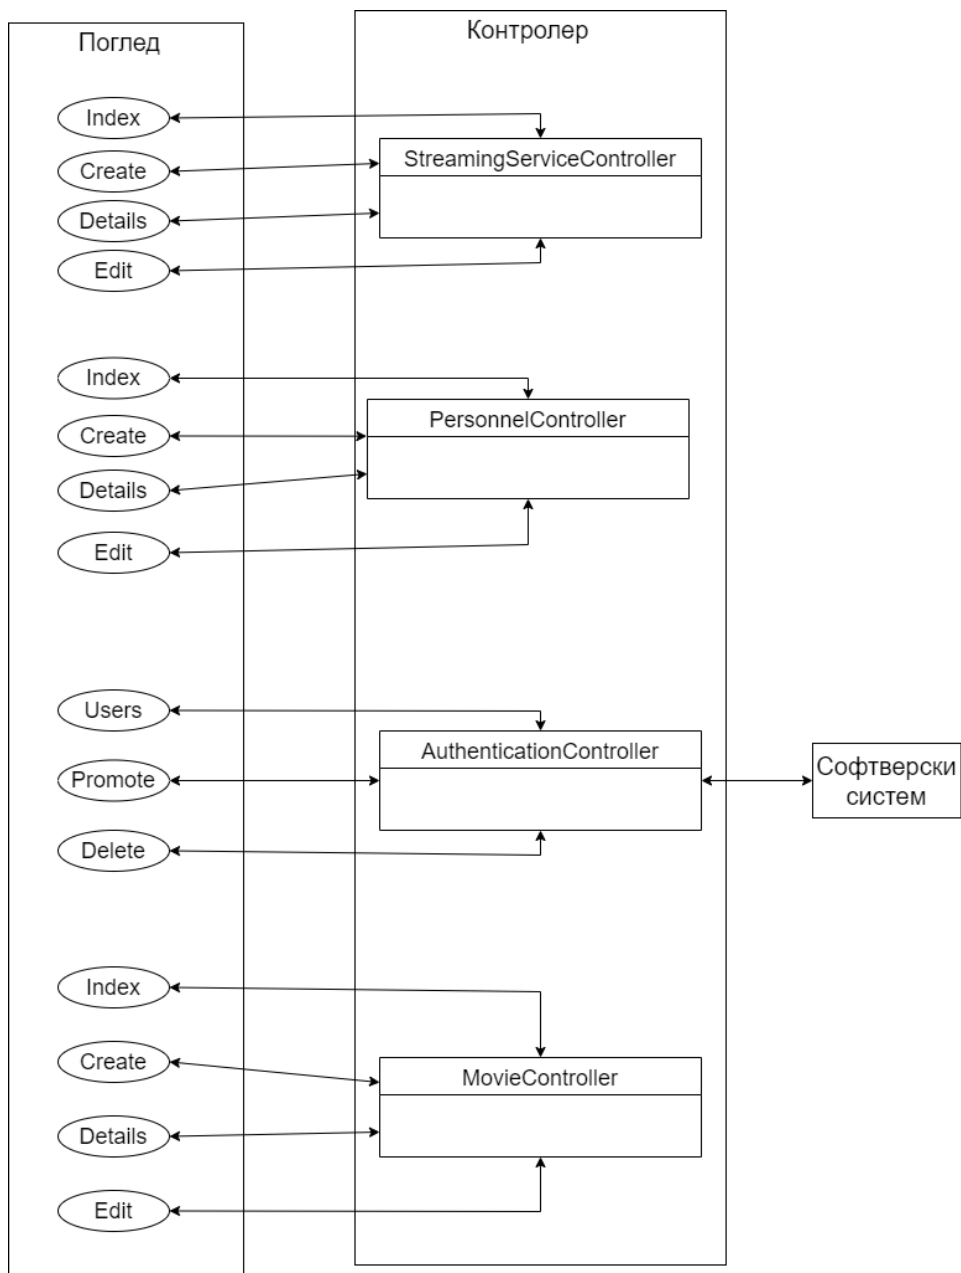 Поглед
Контролер
Index
Create
Details
Edit
StreamingServiceController
Index
Create
Details
Edit
PersonnelController
Users
Promote
Delete
AuthenticationController
Софтверски
систем
Index
Create
Details
Edit
MovieController